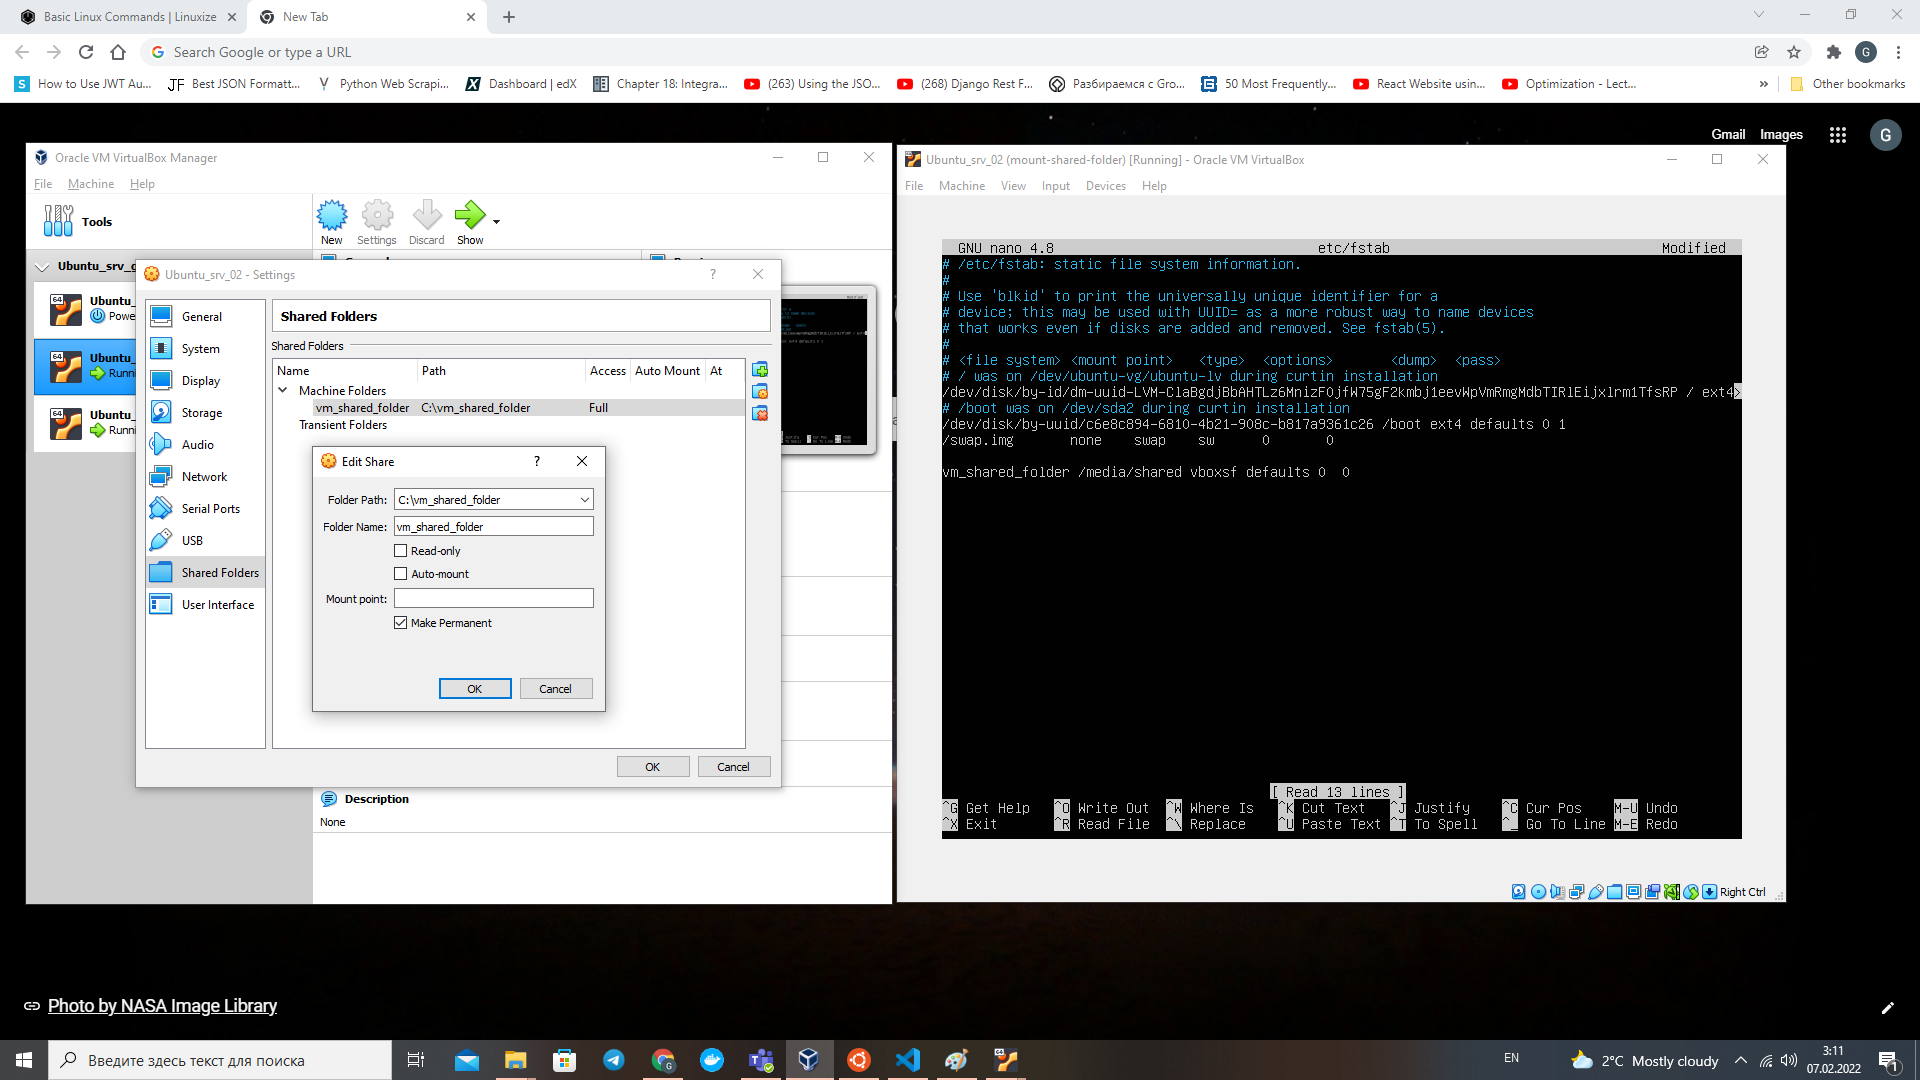 Basic Linux Commands | Linuxize
New Tab
Search Google or type a URL
G
How to Use JWT Au...
Best JSON Formatt...
Python Web Scrapi...
Dashboard | edX
Chapter 18: Integra...
(263) Using the JSO...
(268) Django Rest F...
Разбираемся с Gro...
50 Most Frequently...
React Website usin...
Optimization - Lect...
»
Other bookmarks
Gmail Images
G
Oracle VM VirtualBox Manager
File Machine Help
Tools
New Settings Discard Show
Ubuntu_srv_
Ubuntu_
Powe
Ubuntu_
Runni
Ubuntu_
Runni
Ubuntu_srv_02 - Settings
General
System
Display
Storage
Audio
Network
Serial Ports
USB
Shared Folders
User Interface
Shared Folders
Shared Folders
Name Path Access Auto Mount At
Machine Folders
vm_shared_folder C:\vm_shared_folder Full
Transient Folders
Edit Share
Folder Path: C:\vm_shared_folder
Folder Name: vm_shared_folder
Read-only
Auto-mount
Mount point:
Make Permanent
OK Cancel
OK Cancel
Description
None
Ubuntu_srv_02 (mount-shared-folder) [Running] - Oracle VM VirtualBox
File Machine View Input Devices Help
GNU nano 4.8 etc/fstab Modified
# /etc/fstab: static file system information.
#
# Use 'blkid' to print the universally unique identifier for a
# device; this may be used with UUID= as a more robust way to name devices
# that works even if disks are added and removed. See fstab(5).
#
# <file system> <mount point> <type> <options> <dump> <pass>
# / was on /dev/ubuntu-vg/ubuntu-lv during curtin installation
/dev/disk/by-id/dm-uuid-LVM-ClaBgdjBbAHTLz6MnizFOjfW75gF2kmbj1eevWpVmRmgMdbTIRlEijxlrm1TfsRP / ext4>
# /boot was on /dev/sda2 during curtin installation
/dev/disk/by-uuid/c6e8c894-6810-4b21-908c-b817a9361c26 /boot ext4 defaults 0 1
/swap.img none swap sw 0 0
vm_shared_folder /media/shared vboxsf defaults 0 0
[ Read 13 lines ]
^G Get Help ^O Write Out ^W Where Is ^K Cut Text ^J Justify ^C Cur Pos M-U Undo
^X Exit ^R Read File ^\ Replace ^U Paste Text ^T To Spell ^_ Go To Line M-E Redo
Right Ctrl
Photo by NASA Image Library
Введите здесь текст для поиска
EN
2°C Mostly cloudy
3:11
07.02.2022
1